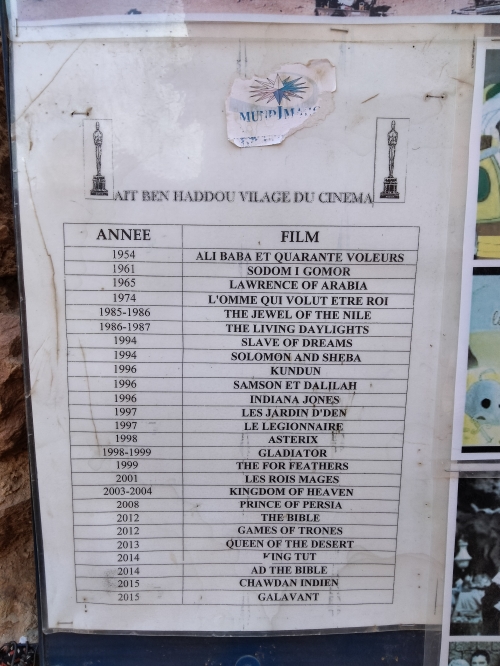 MUNDIMAGE
AIT BEN HADDOU VILAGE DU CINEMA
ANNEE FILM
1954 ALI BABA ET QUARANTE VOLEURS
1961 SODOM I GOMOR
1965 LAWRENCE OF ARABIA
1974 L'OMME QUI VOLUT ETRE ROI
1985-1986 THE JEWEL OF THE NILE
1986-1987 THE LIVING DAYLIGHTS
1994 SLAVE OF DREAMS
1994 SOLOMON AND SHEBA
1996 KUNDUN
1996 SAMSON ET DALILAH
1996 INDIANA JONES
1997 LES JARDIN D'DEN
1997 LE LEGIONNAIRE
1998 ASTERIX
1998-1999 GLADIATOR
1999 THE FOR FEATHERS
2001 LES ROIS MAGES
2003-2004 KINGDOM OF HEAVEN
2008 PRINCE OF PERSIA
2012 THE BIBLE
2012 GAMES OF TRONES
2013 QUEEN OF THE DESERT
2014 KING TUT
2014 AD THE BIBLE
2015 CHAWDAN INDIEN
2015 GALAVANT